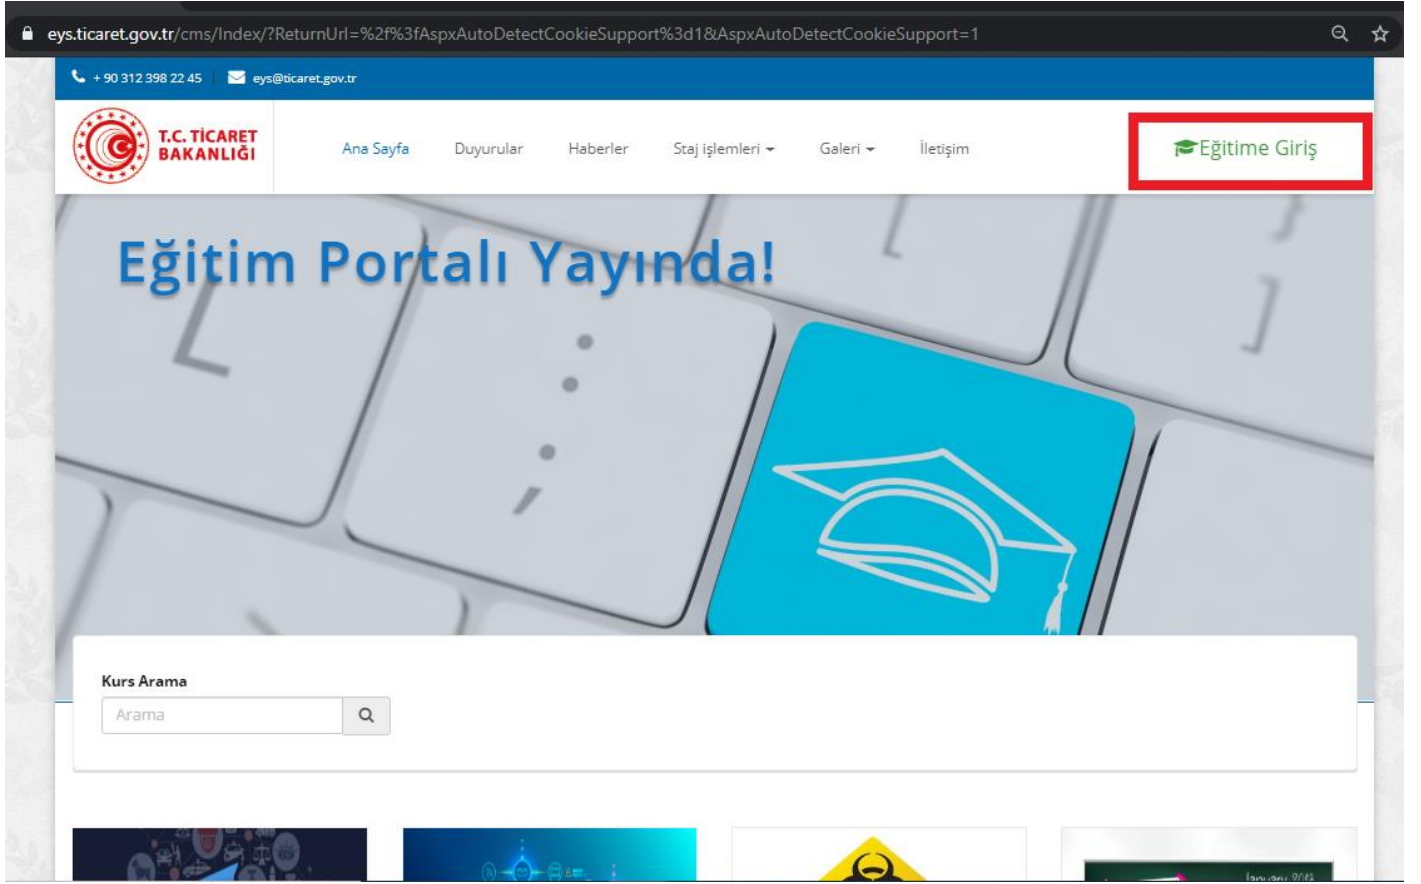 eys.ticaret.gov.tr/cms/Index/?ReturnUrl=%2f%3fAspxAutoDetectCookieSupport%3d1&AspxAutoDetectCookieSupport=1
+ 90 312 398 22 45 eys@ticaret.gov.tr
T.C. TİCARET
BAKANLIĞI
Ana Sayfa Duyurular Haberler Staj işlemleri Galeri İletişim
Eğitime Giriş
Eğitim Portalı Yayında!
Kurs Arama
Arama
January 2013